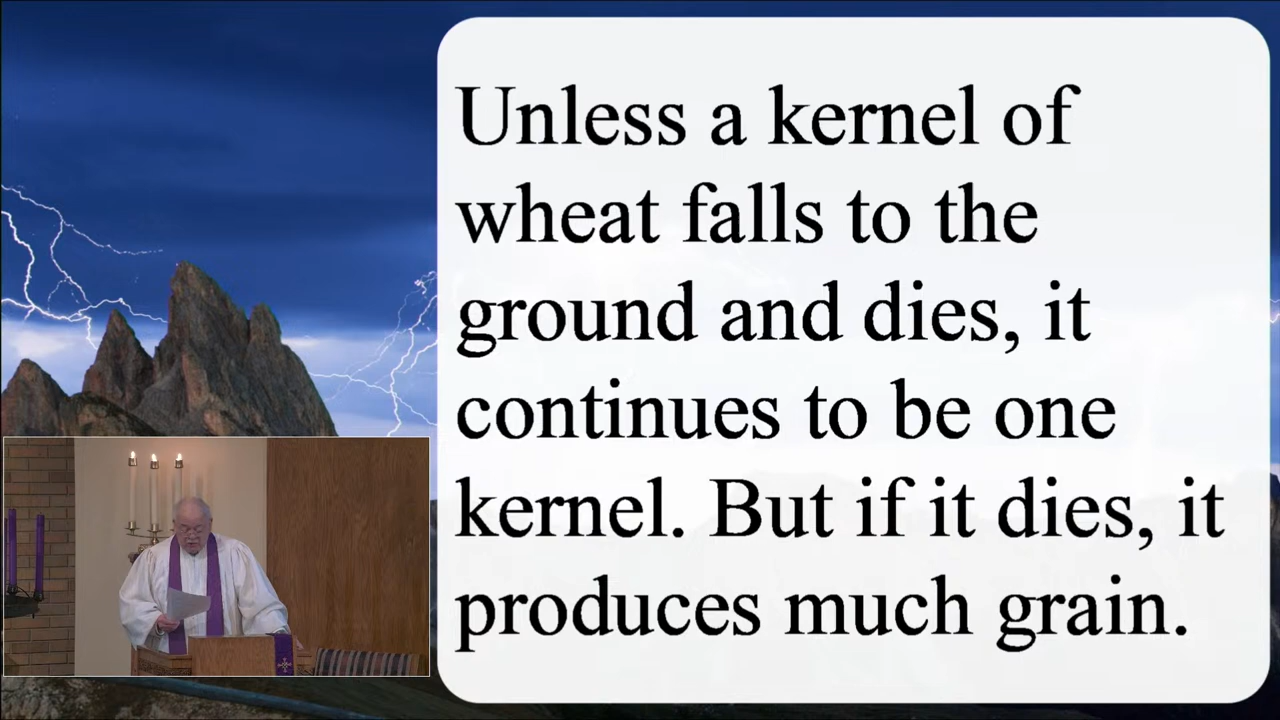 Unless a kernel of
wheat falls to the
ground and dies, it
continues to be one
kernel. But if it dies, it
produces much grain.